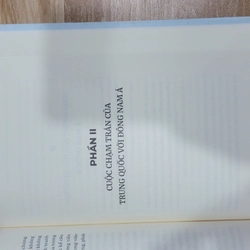 PHẦN II
CUỘC CHẠM TRÁN CỦA
TRUNG QUỐC VỚI ĐÔNG NAM Á